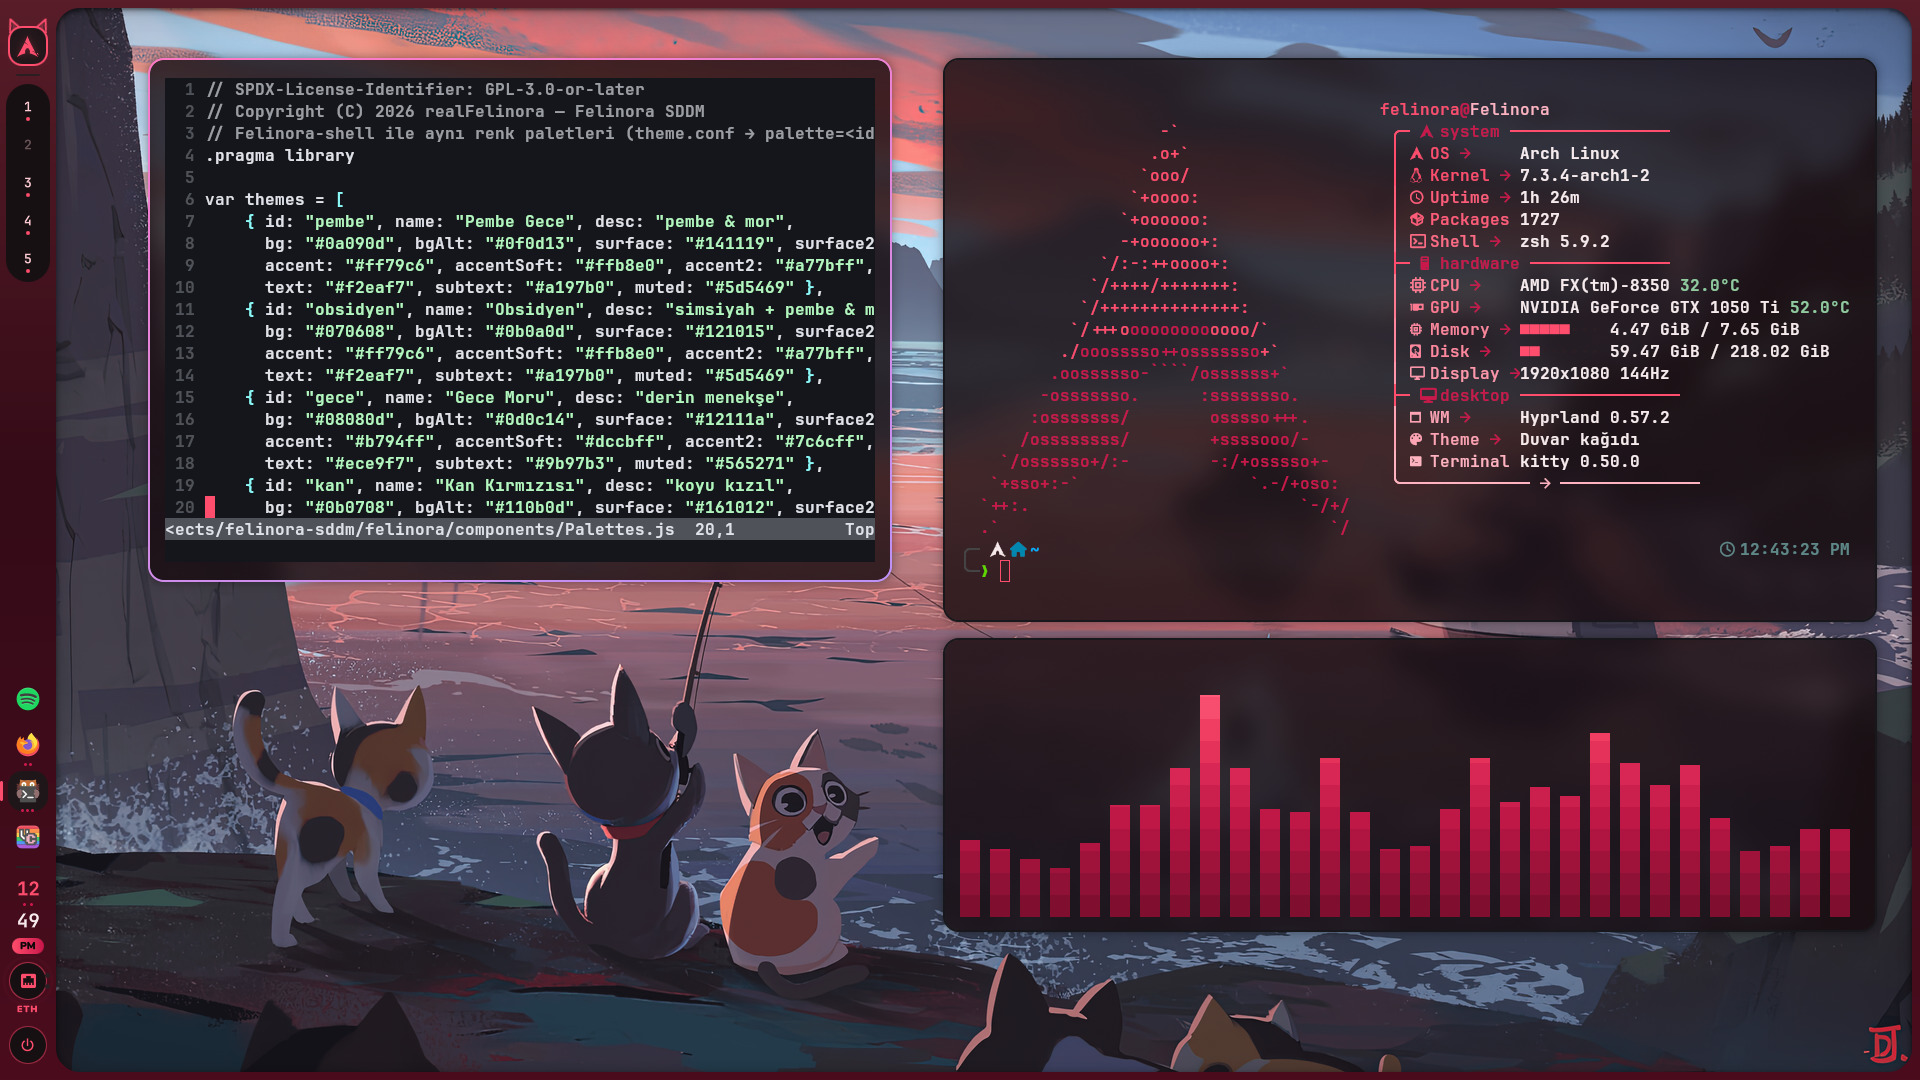 1
2
3
4
5
12
49
PM
ETH
1 // SPDX-License-Identifier: GPL-3.0-or-later
2 // Copyright (C) 2026 realFelinora — Felinora SDDM
3 // Felinora-shell ile aynı renk paletleri (theme.conf → palette=<id
4 .pragma library
5
6 var themes = [
7     { id: "pembe", name: "Pembe Gece", desc: "pembe & mor",
8       bg: "#0a090d", bgAlt: "#0f0d13", surface: "#141119", surface2
9       accent: "#ff79c6", accentSoft: "#ffb8e0", accent2: "#a77bff",
10       text: "#f2eaf7", subtext: "#a197b0", muted: "#5d5469" },
11     { id: "obsidyen", name: "Obsidyen", desc: "simsiyah + pembe & m
12       bg: "#070608", bgAlt: "#0b0a0d", surface: "#121015", surface2
13       accent: "#ff79c6", accentSoft: "#ffb8e0", accent2: "#a77bff",
14       text: "#f2eaf7", subtext: "#a197b0", muted: "#5d5469" },
15     { id: "gece", name: "Gece Moru", desc: "derin menekşe",
16       bg: "#08080d", bgAlt: "#0d0c14", surface: "#12111a", surface2
17       accent: "#b794ff", accentSoft: "#dccbff", accent2: "#7c6cff",
18       text: "#ece9f7", subtext: "#9b97b3", muted: "#565271" },
19     { id: "kan", name: "Kan Kırmızısı", desc: "koyu kızıl",
20       bg: "#0b0708", bgAlt: "#110b0d", surface: "#161012", surface2
<ects/felinora-sddm/felinora/components/Palettes.js  20,1  Top
felinora@Felinora
system
OS → Arch Linux
Kernel → 7.3.4-arch1-2
Uptime → 1h 26m
Packages 1727
Shell → zsh 5.9.2
hardware
CPU → AMD FX(tm)-8350 32.0°C
GPU → NVIDIA GeForce GTX 1050 Ti 52.0°C
Memory → 4.47 GiB / 7.65 GiB
Disk → 59.47 GiB / 218.02 GiB
Display → 1920x1080 144Hz
desktop
WM → Hyprland 0.57.2
Theme → Duvar kağıdı
Terminal kitty 0.50.0
→
~
12:43:23 PM